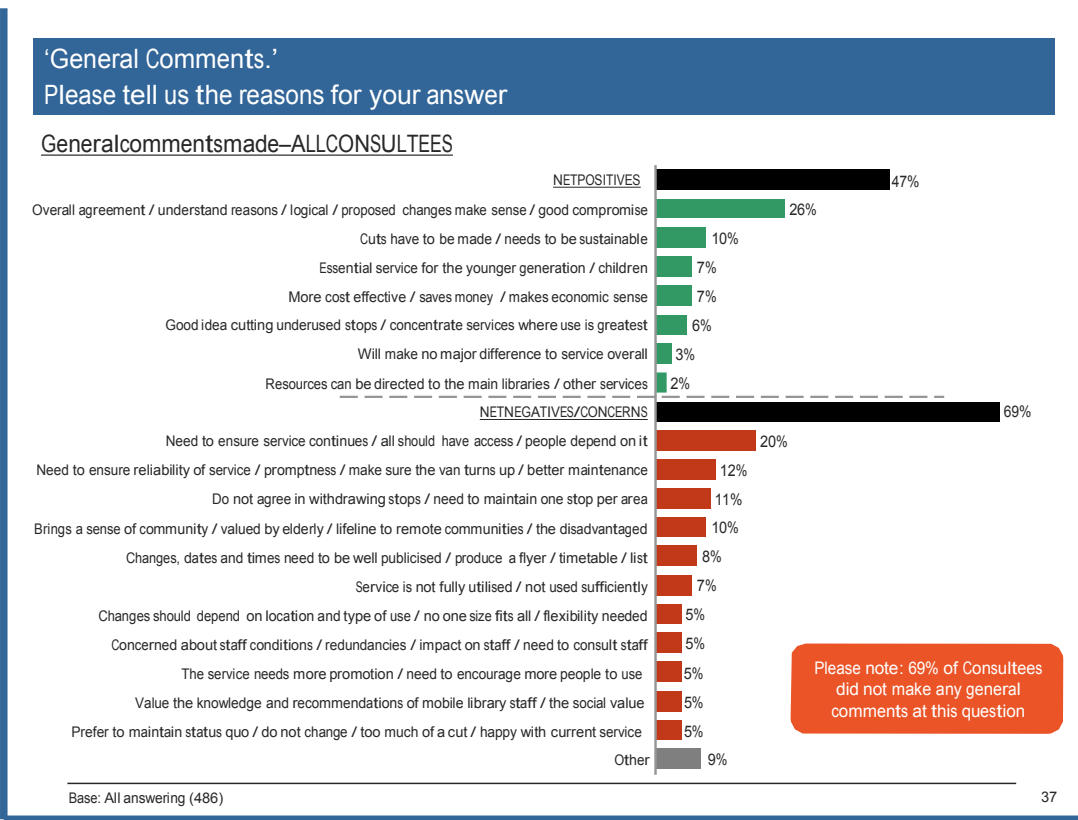 ‘General Comments.’
Please tell us the reasons for your answer
Generalcommentsmade–ALLCONSULTEES
NETPOSITIVES 47%
Overall agreement / understand reasons / logical / proposed changes make sense / good compromise 26%
Cuts have to be made / needs to be sustainable 10%
Essential service for the younger generation / children 7%
More cost effective / saves money / makes economic sense 7%
Good idea cutting underused stops / concentrate services where use is greatest 6%
Will make no major difference to service overall 3%
Resources can be directed to the main libraries / other services 2%
NETNEGATIVES/CONCERNS 69%
Need to ensure service continues / all should have access / people depend on it 20%
Need to ensure reliability of service / promptness / make sure the van turns up / better maintenance 12%
Do not agree in withdrawing stops / need to maintain one stop per area 11%
Brings a sense of community / valued by elderly / lifeline to remote communities / the disadvantaged 10%
Changes, dates and times need to be well publicised / produce a flyer / timetable / list 8%
Service is not fully utilised / not used sufficiently 7%
Changes should depend on location and type of use / no one size fits all / flexibility needed 5%
Concerned about staff conditions / redundancies / impact on staff / need to consult staff 5%
The service needs more promotion / need to encourage more people to use 5%
Value the knowledge and recommendations of mobile library staff / the social value 5%
Prefer to maintain status quo / do not change / too much of a cut / happy with current service 5%
Other 9%
Please note: 69% of Consultees
did not make any general
comments at this question
Base: All answering (486)
37